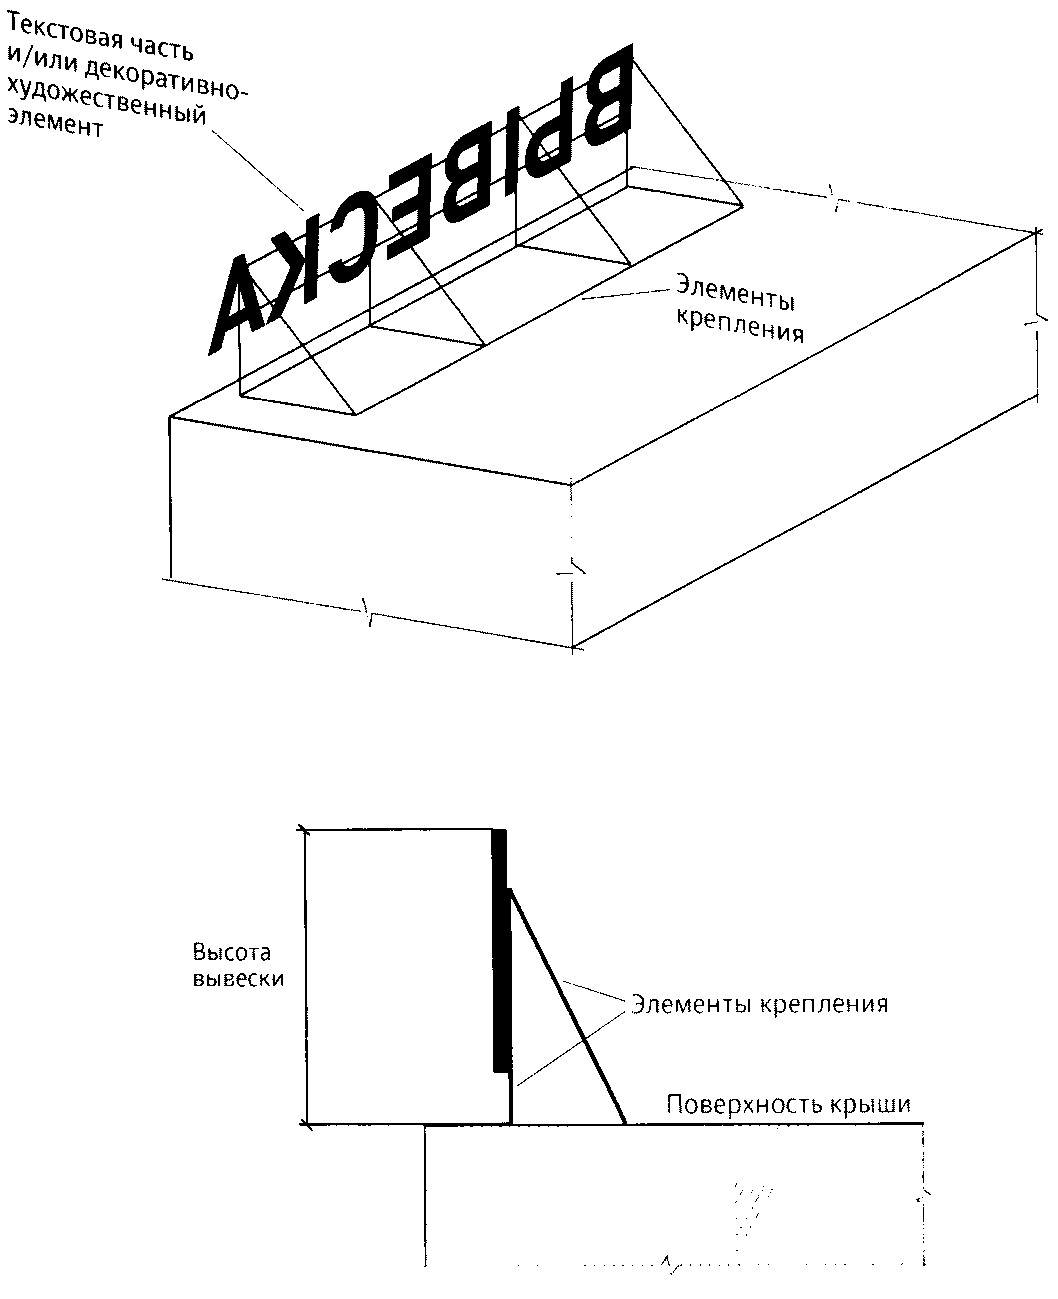 Текстовая часть
и/или декоративно-
художественный
элемент
ВЫВЕСКА
Элементы
крепления
Высота
вывески
Элементы крепления
Поверхность крыши